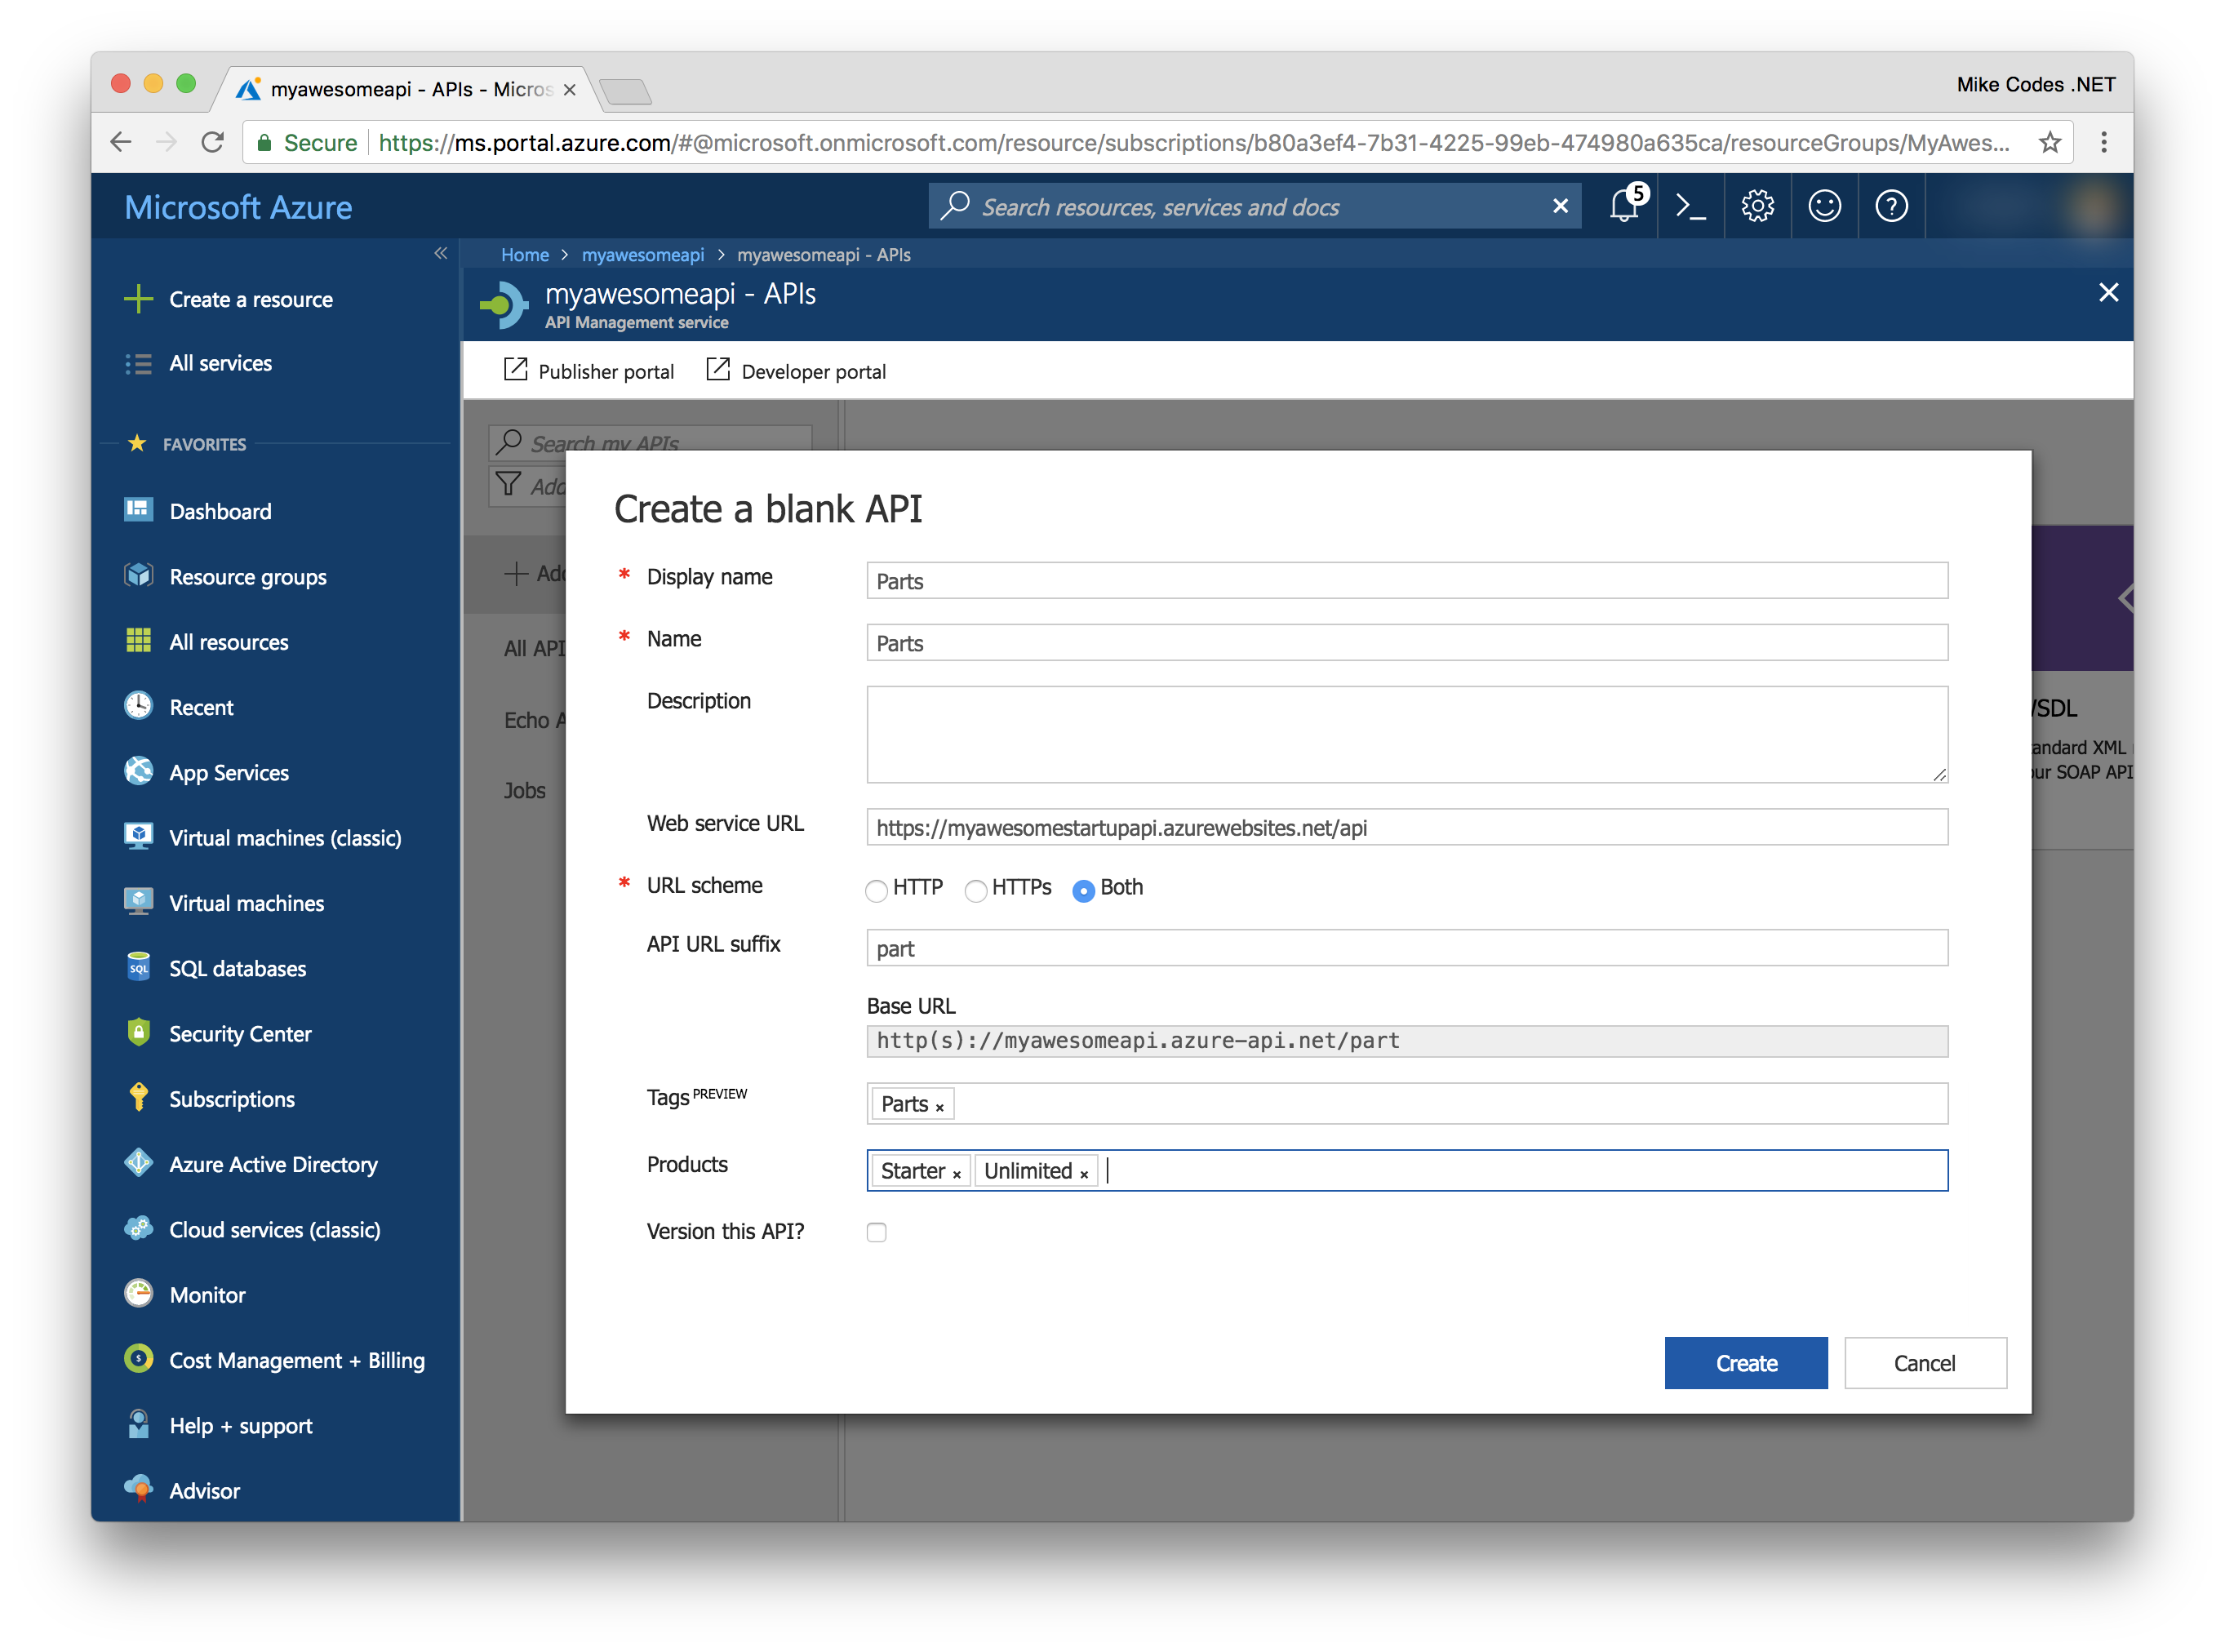 myawesomeapi - APIs - Micros
Mike Codes .NET
Secure https://ms.portal.azure.com/#@microsoft.onmicrosoft.com/resource/subscriptions/b80a3ef4-7b31-4225-99eb-474980a635ca/resourceGroups/MyAwes...
Microsoft Azure
Search resources, services and docs
5
Home > myawesomeapi > myawesomeapi - APIs
myawesomeapi - APIs
API Management service
Publisher portal
Developer portal
Create a resource
All services
FAVORITES
Dashboard
Resource groups
All resources
Recent
App Services
Virtual machines (classic)
Virtual machines
SQL databases
Security Center
Subscriptions
Azure Active Directory
Cloud services (classic)
Monitor
Cost Management + Billing
Help + support
Advisor
Search my APIs
Add
Add
All API
Echo A
Jobs
Create a blank API
* Display name
Parts
* Name
Parts
Description
Web service URL
https://myawesomestartupapi.azurewebsites.net/api
* URL scheme
HTTP HTTPs Both
API URL suffix
part
Base URL
http(s)://myawesomeapi.azure-api.net/part
Tags PREVIEW
Parts ×
Products
Starter × Unlimited ×
Version this API?
Create
Cancel
SDL
andard XML
ur SOAP API